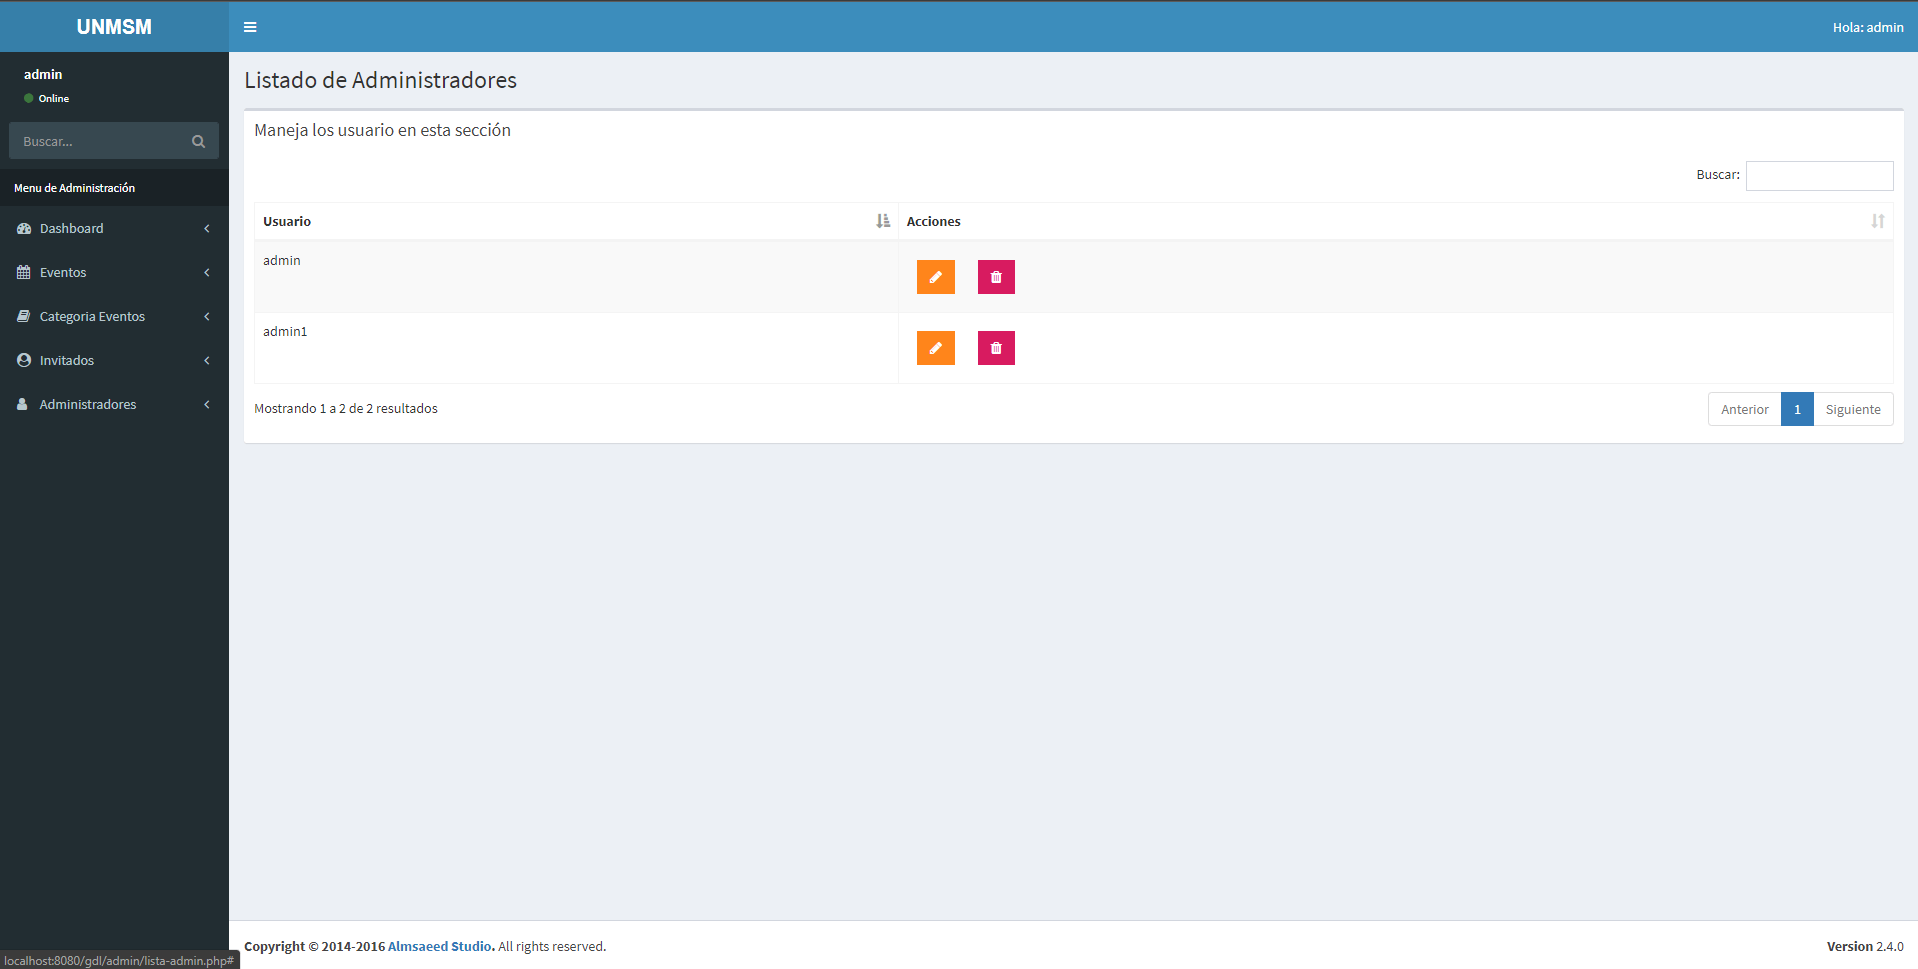 UNMSM
Hola: admin
admin
Online
Buscar...
Menu de Administración
Dashboard
Eventos
Categoria Eventos
Invitados
Administradores
Listado de Administradores
Maneja los usuario en esta sección
Buscar:
Usuario Acciones
admin
admin1
Mostrando 1 a 2 de 2 resultados
Anterior 1 Siguiente
Copyright © 2014-2016 Almsaeed Studio. All rights reserved.
Version 2.4.0
localhost:8080/gdl/admin/lista-admin.php#